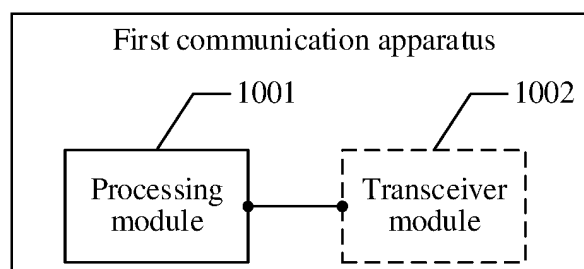 First communication apparatus
1001
1002
Processing
module
Transceiver
module